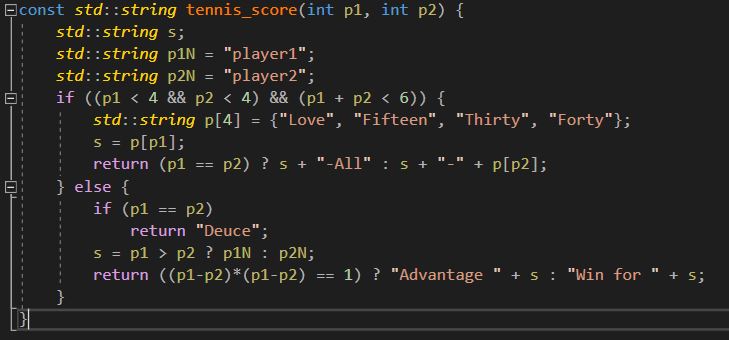 const std::string tennis_score(int p1, int p2) {
    std::string s;
    std::string p1N = "player1";
    std::string p2N = "player2";
    if ((p1 < 4 && p2 < 4) && (p1 + p2 < 6)) {
        std::string p[4] = {"Love", "Fifteen", "Thirty", "Forty"};
        s = p[p1];
        return (p1 == p2) ? s + "-All" : s + "-" + p[p2];
    } else {
        if (p1 == p2)
            return "Deuce";
        s = p1 > p2 ? p1N : p2N;
        return ((p1-p2)*(p1-p2) == 1) ? "Advantage " + s : "Win for " + s;
    }
}